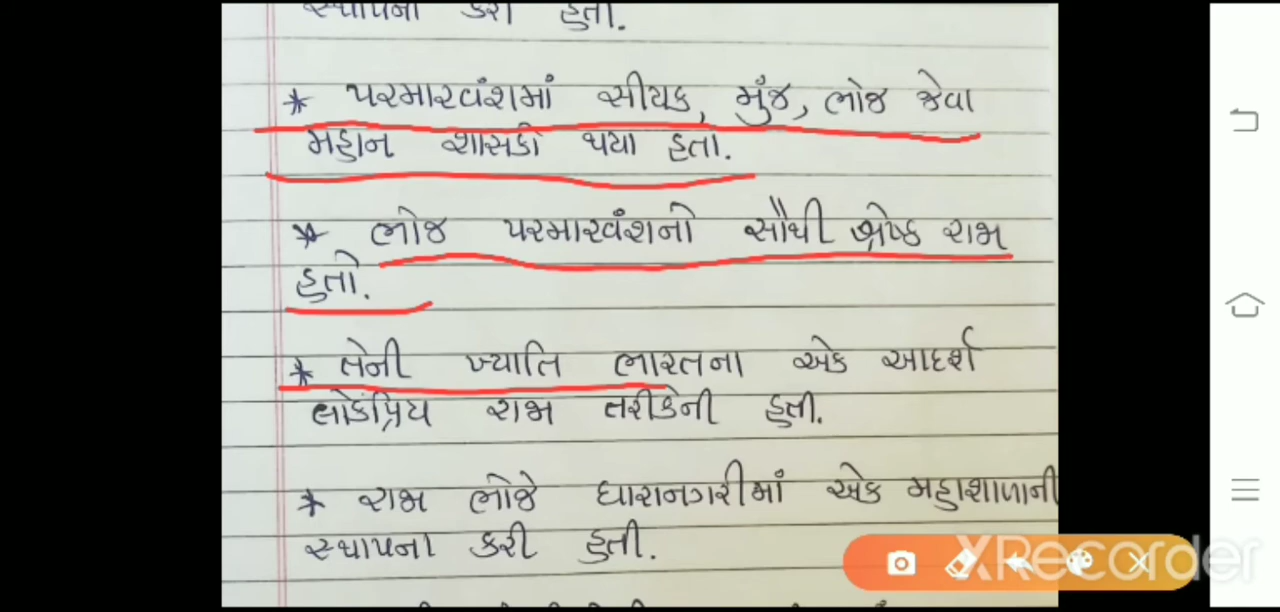 સ્થાપના કરી હતી.
* પરમારવંશમાં સીયક, મુંજ, ભોજ જેવા
મહાન શાસકો થયા હતા.
* ભોજ પરમારવંશનો સૌથી શ્રેષ્ઠ રાજા
હતો.
* તેની ખ્યાતિ ભારતના એક આદર્શ
લોકપ્રિય રાજા તરીકેની હતી.
* રાજા ભોજે ધારાનગરીમાં એક મહાશાળાની
સ્થાપના કરી હતી.
XRecorder